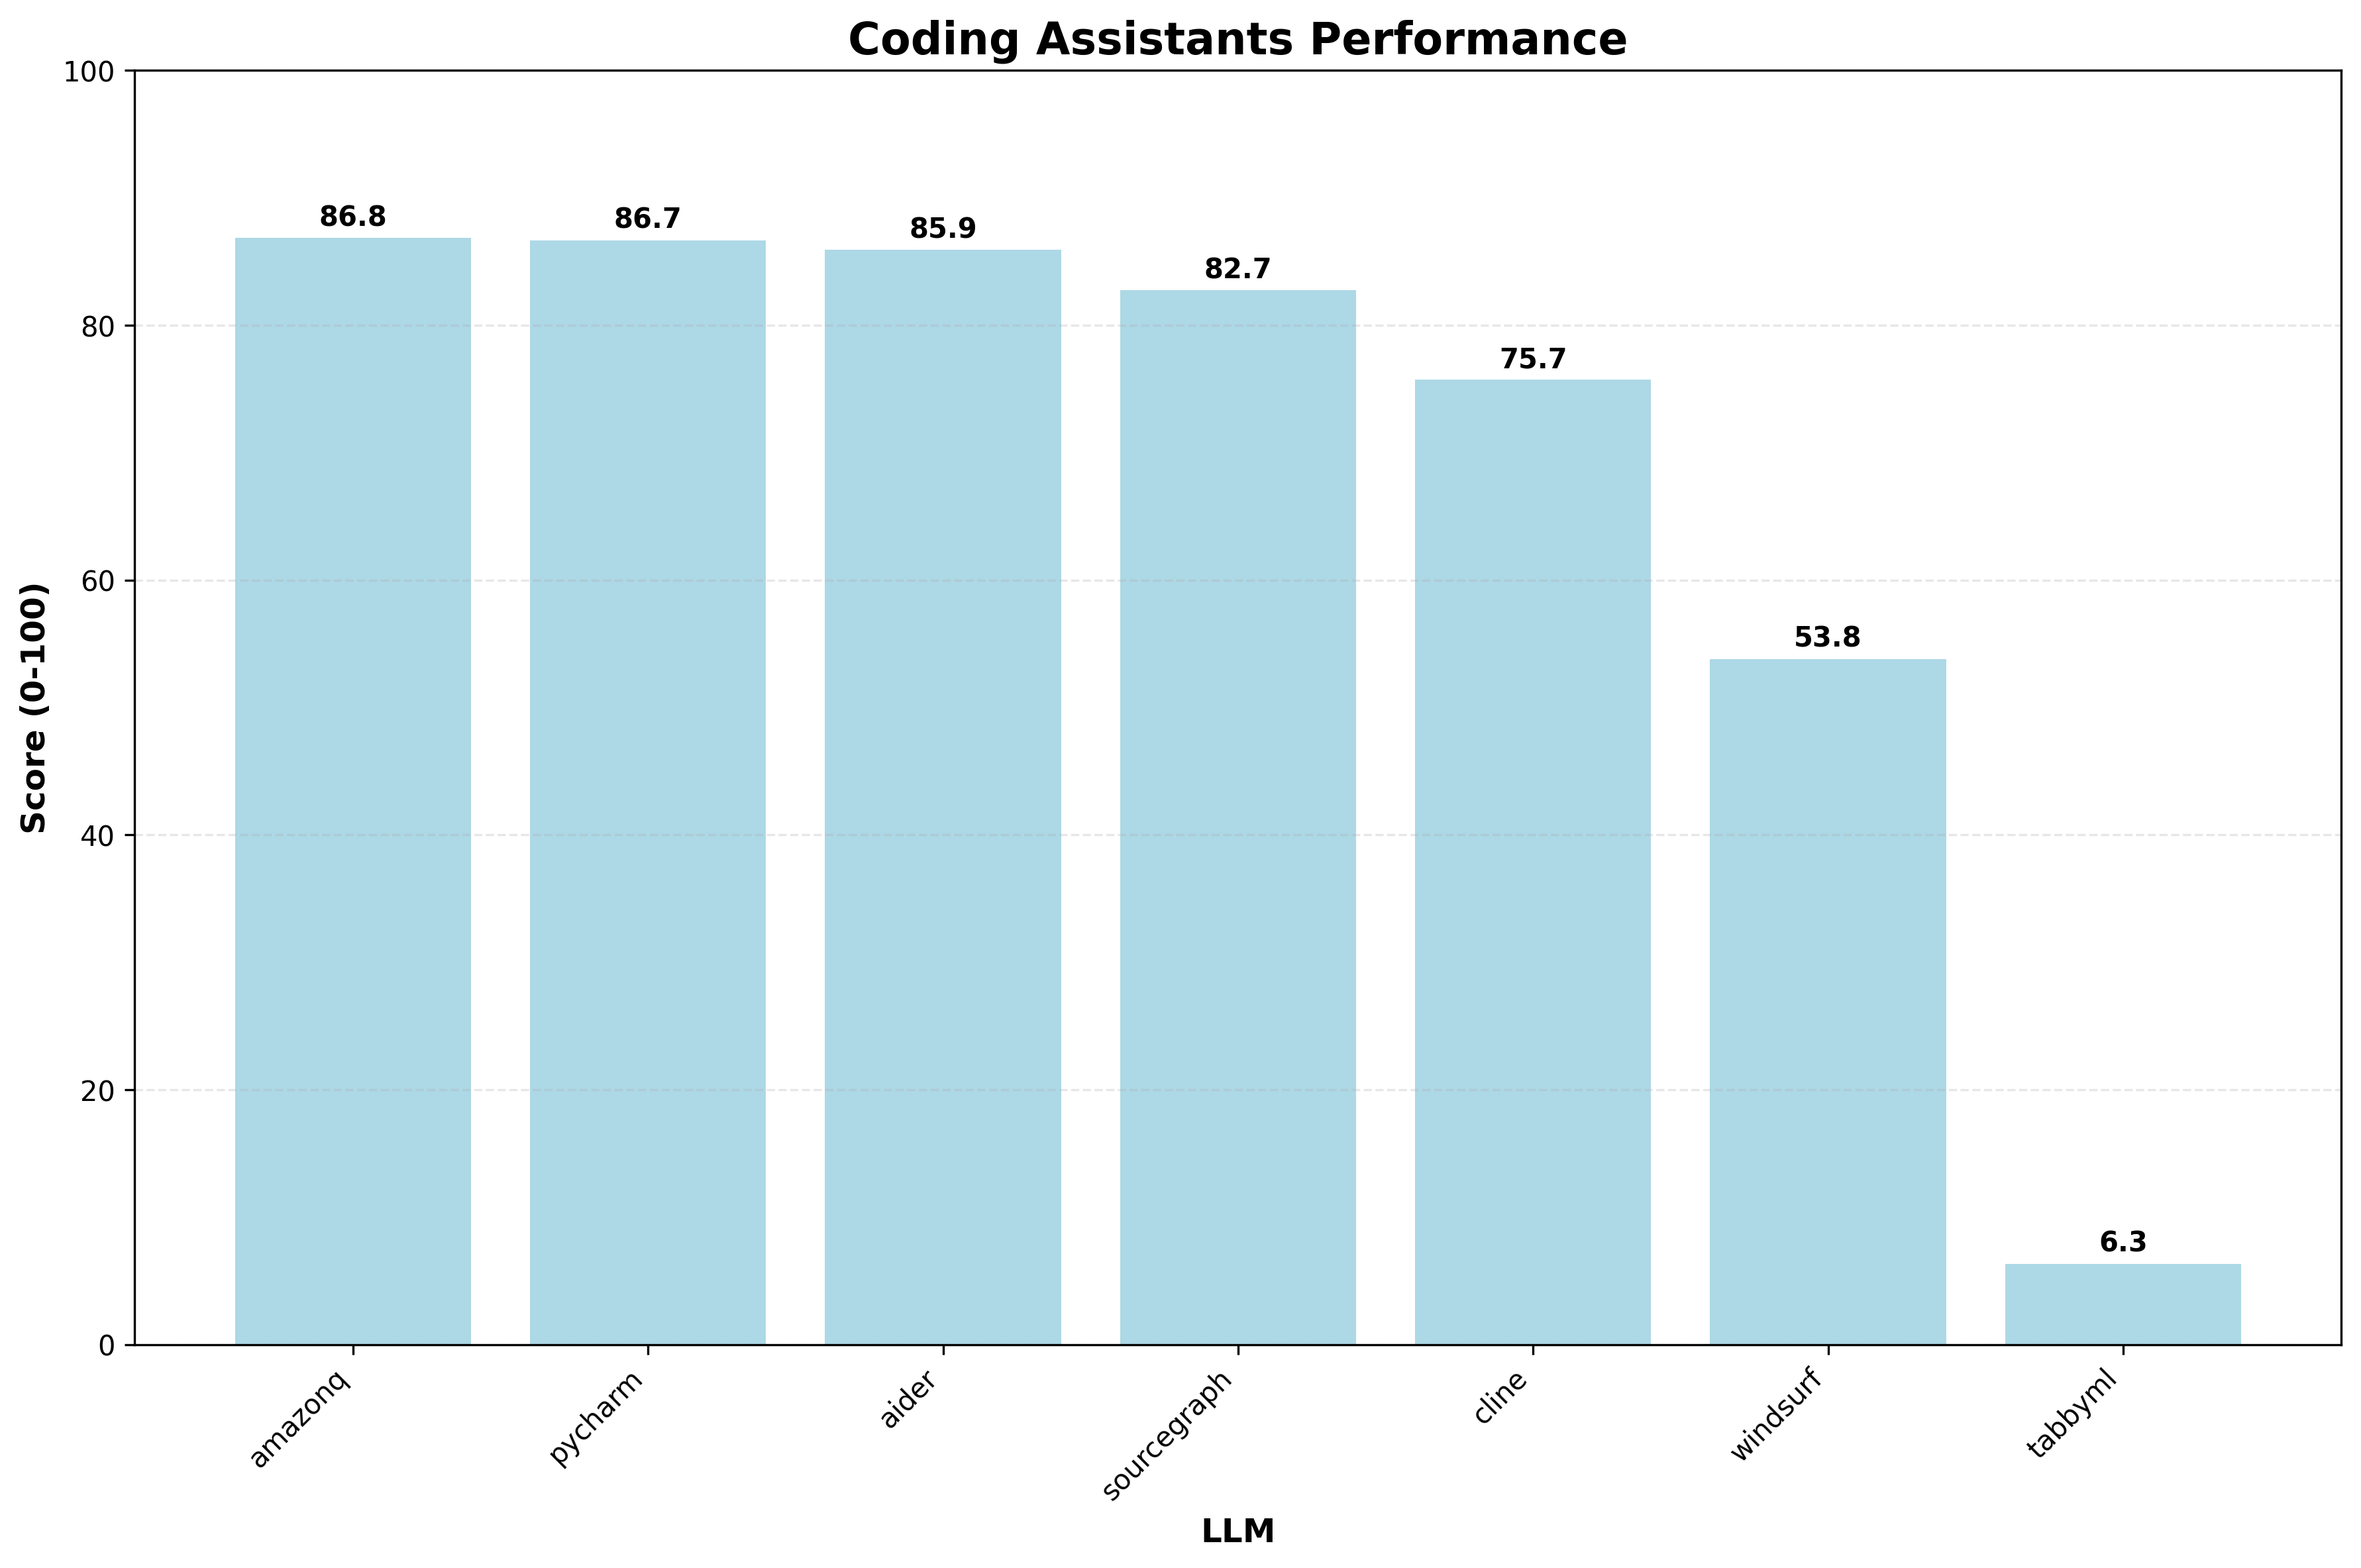 Coding Assistants Performance
Score (0-100)
100
80
60
40
20
0
86.8
86.7
85.9
82.7
75.7
53.8
6.3
amazonq
pycharm
aider
sourcegraph
cline
windsurf
tabbyml
LLM